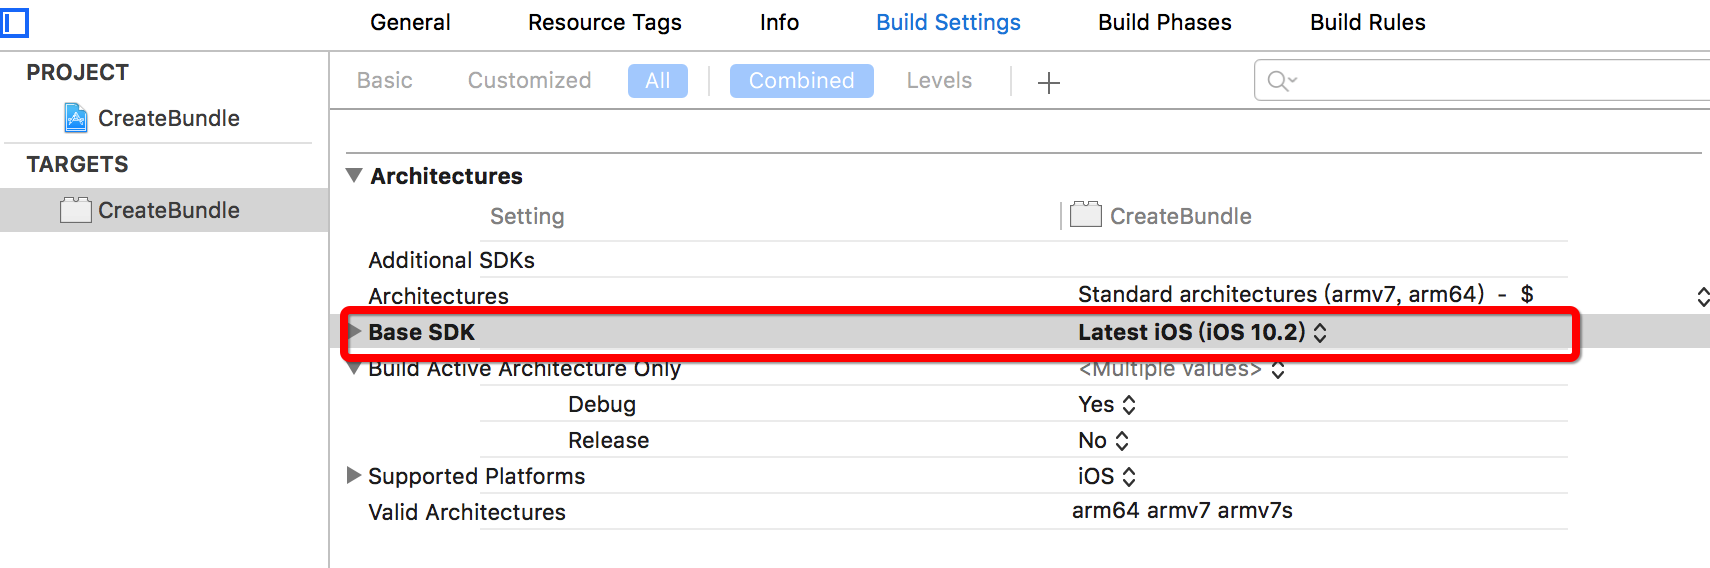 General Resource Tags Info Build Settings Build Phases Build Rules
PROJECT
CreateBundle
TARGETS
CreateBundle
Basic Customized All Combined Levels
Architectures
Setting CreateBundle
Additional SDKs
Architectures Standard architectures (armv7, arm64) - $
Base SDK Latest iOS (iOS 10.2)
Build Active Architecture Only <Multiple values>
Debug Yes
Release No
Supported Platforms iOS
Valid Architectures arm64 armv7 armv7s